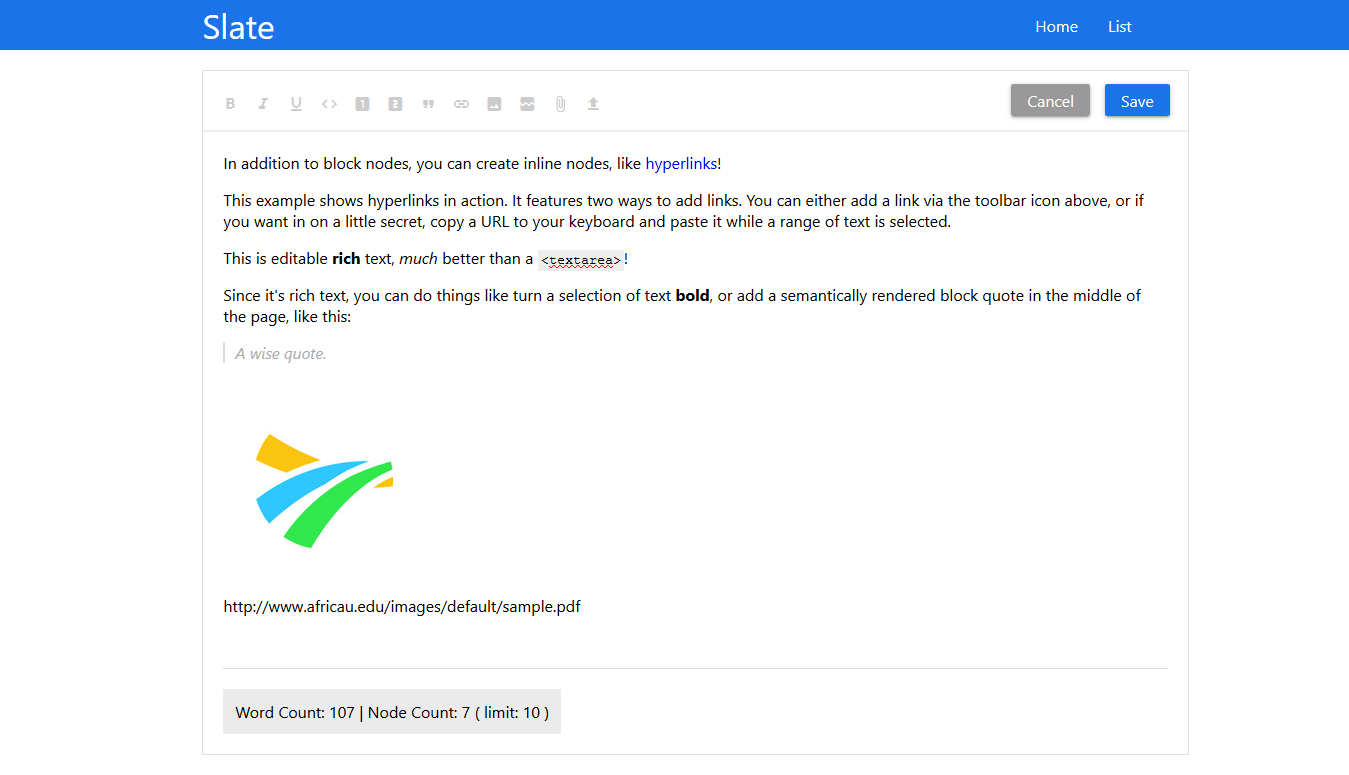 Slate
Home List
B I U <> 1 2 "
Cancel Save
In addition to block nodes, you can create inline nodes, like hyperlinks!
This example shows hyperlinks in action. It features two ways to add links. You can either add a link via the toolbar icon above, or if
you want in on a little secret, copy a URL to your keyboard and paste it while a range of text is selected.
This is editable rich text, much better than a <textarea>!
Since it's rich text, you can do things like turn a selection of text bold, or add a semantically rendered block quote in the middle of
the page, like this:
A wise quote.
http://www.africau.edu/images/default/sample.pdf
Word Count: 107 | Node Count: 7 ( limit: 10 )